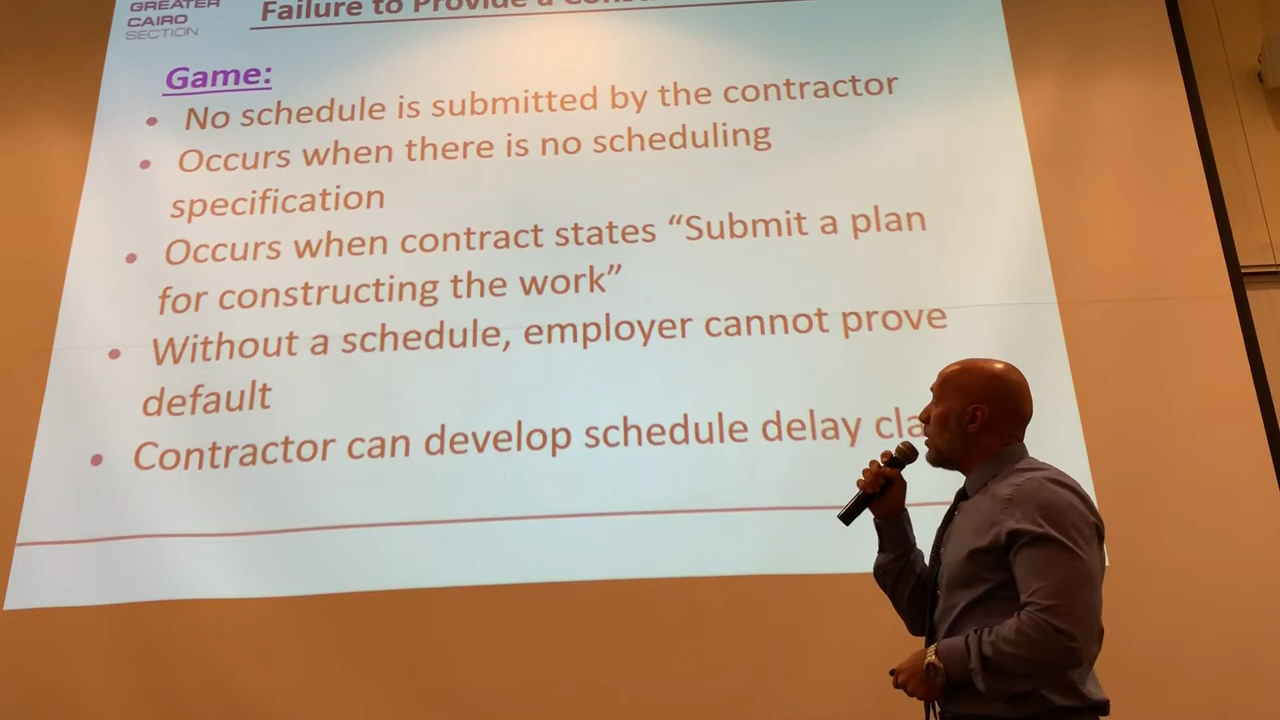 GREATER
CAIRO
SECTION
Failure to Provide a
Game:
• No schedule is submitted by the contractor
• Occurs when there is no scheduling
specification
• Occurs when contract states “Submit a plan
for constructing the work”
• Without a schedule, employer cannot prove
default
• Contractor can develop schedule delay